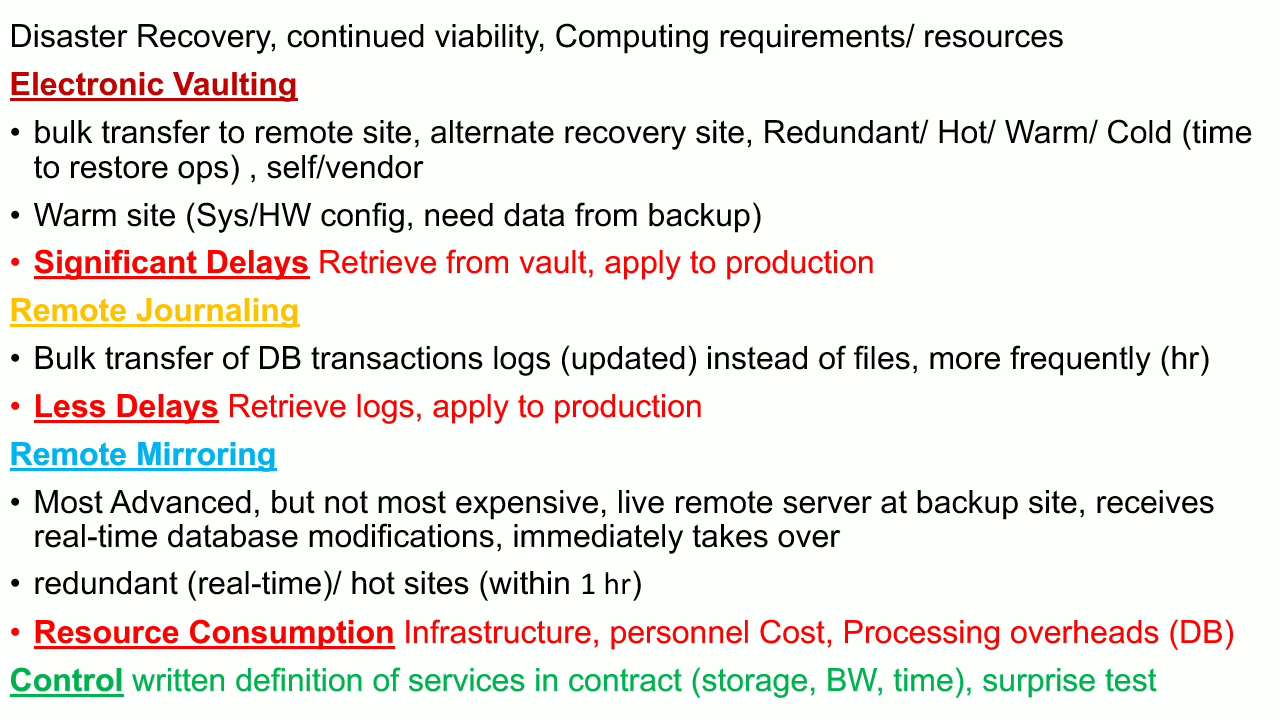 Disaster Recovery, continued viability, Computing requirements/ resources
Electronic Vaulting
• bulk transfer to remote site, alternate recovery site, Redundant/ Hot/ Warm/ Cold (time
to restore ops) , self/vendor
• Warm site (Sys/HW config, need data from backup)
• Significant Delays Retrieve from vault, apply to production
Remote Journaling
• Bulk transfer of DB transactions logs (updated) instead of files, more frequently (hr)
• Less Delays Retrieve logs, apply to production
Remote Mirroring
• Most Advanced, but not most expensive, live remote server at backup site, receives
real-time database modifications, immediately takes over
• redundant (real-time)/ hot sites (within 1 hr)
• Resource Consumption Infrastructure, personnel Cost, Processing overheads (DB)
Control written definition of services in contract (storage, BW, time), surprise test